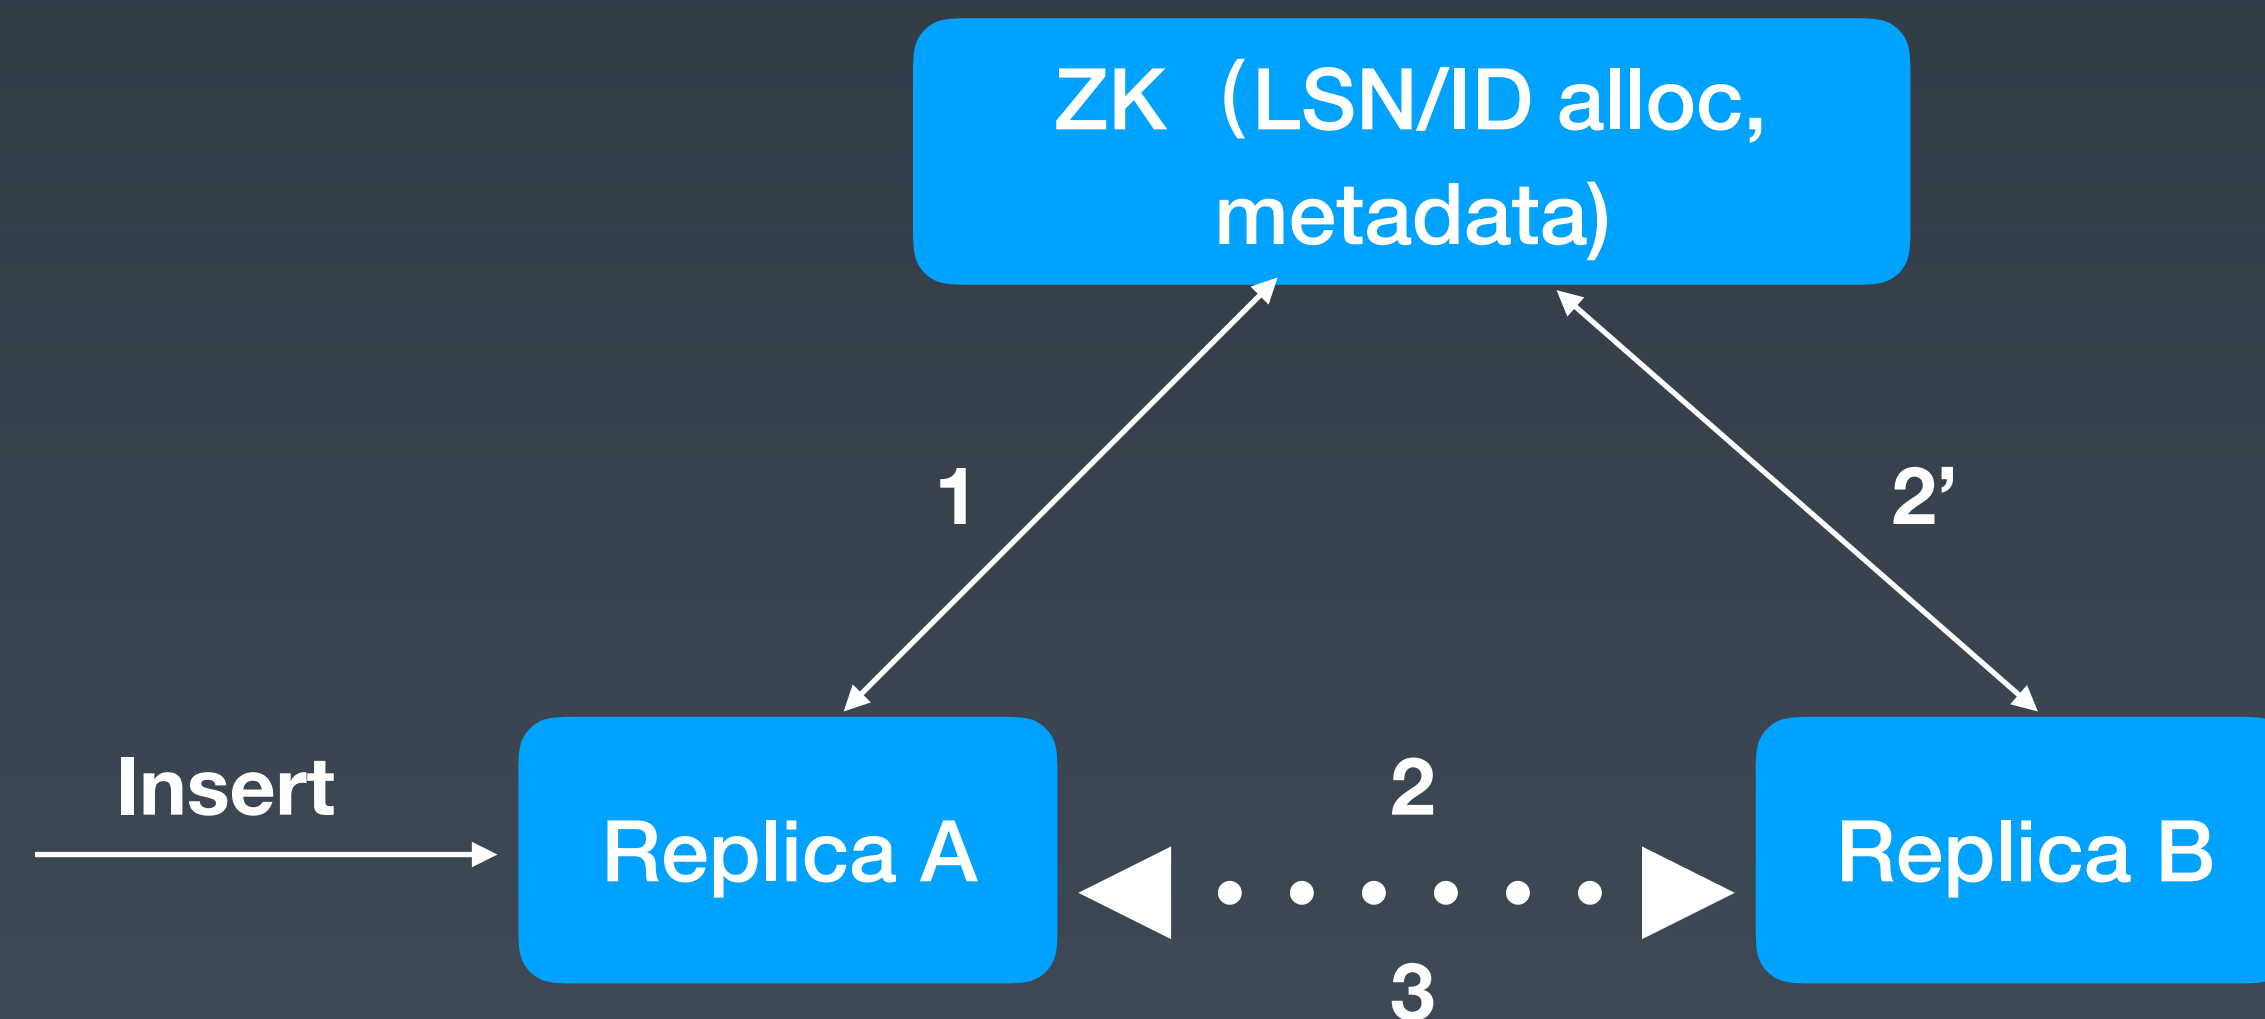 ZK（LSN/ID alloc,
metadata)
1
2’
Insert
2
Replica A
Replica B
3